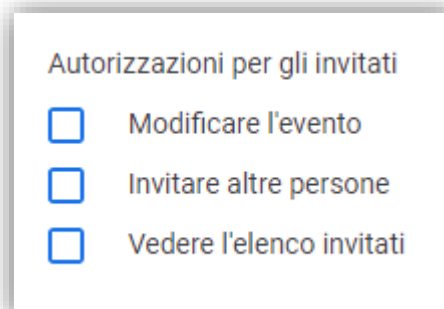 Autorizzazioni per gli invitati
Modificare l'evento
Invitare altre persone
Vedere l'elenco invitati